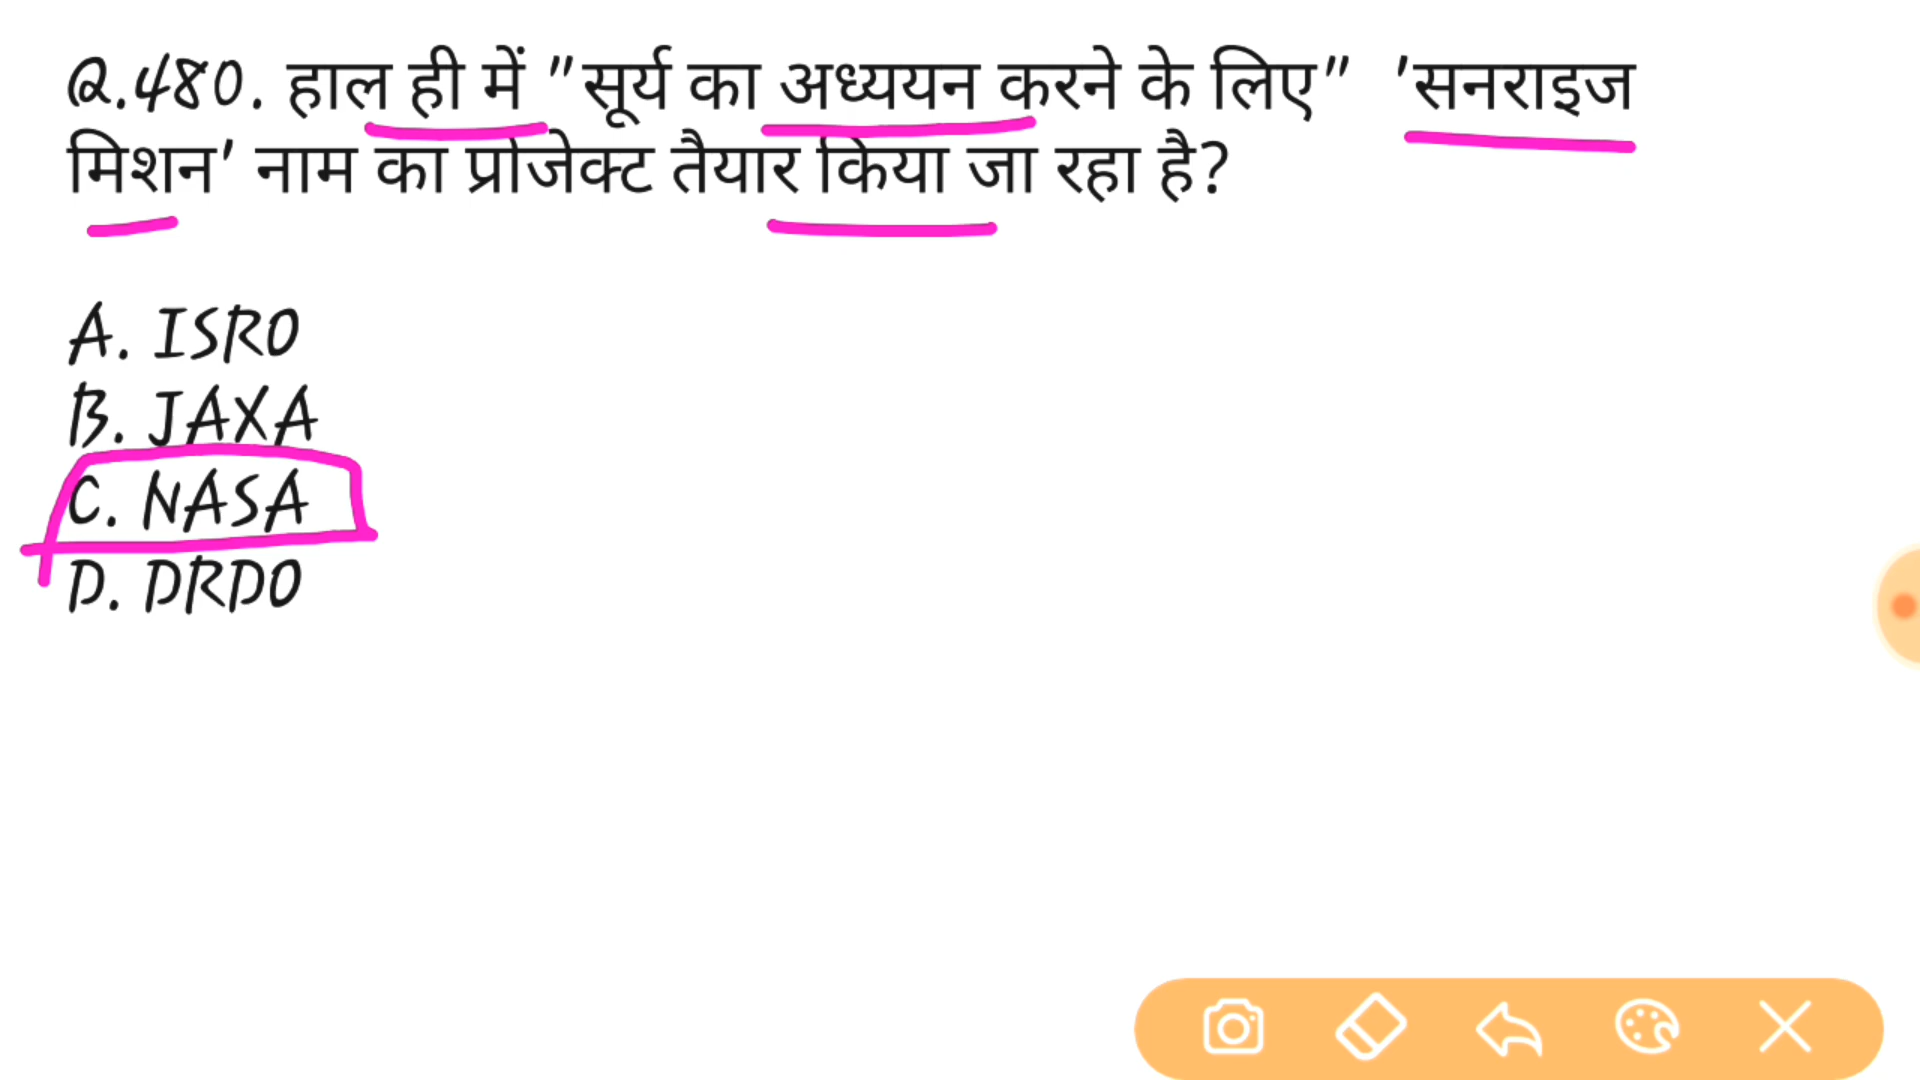 Q.480. हाल ही में "सूर्य का अध्ययन करने के लिए" 'सनराइज
मिशन' नाम का प्रोजेक्ट तैयार किया जा रहा है?
A. ISRO
B. JAXA
C. NASA
D. DRDO